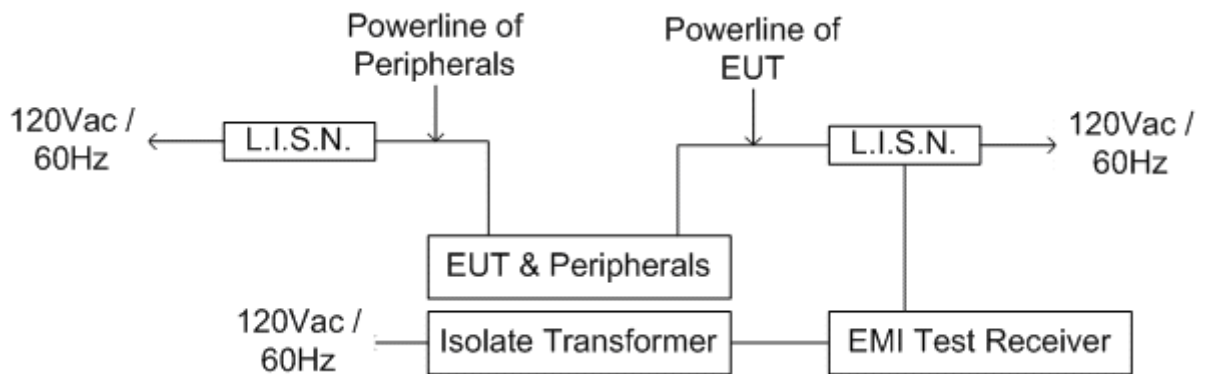 Powerline of
Peripherals
Powerline of
EUT
120Vac /
60Hz
L.I.S.N.
L.I.S.N.
120Vac /
60Hz
EUT & Peripherals
120Vac /
60Hz
Isolate Transformer
EMI Test Receiver